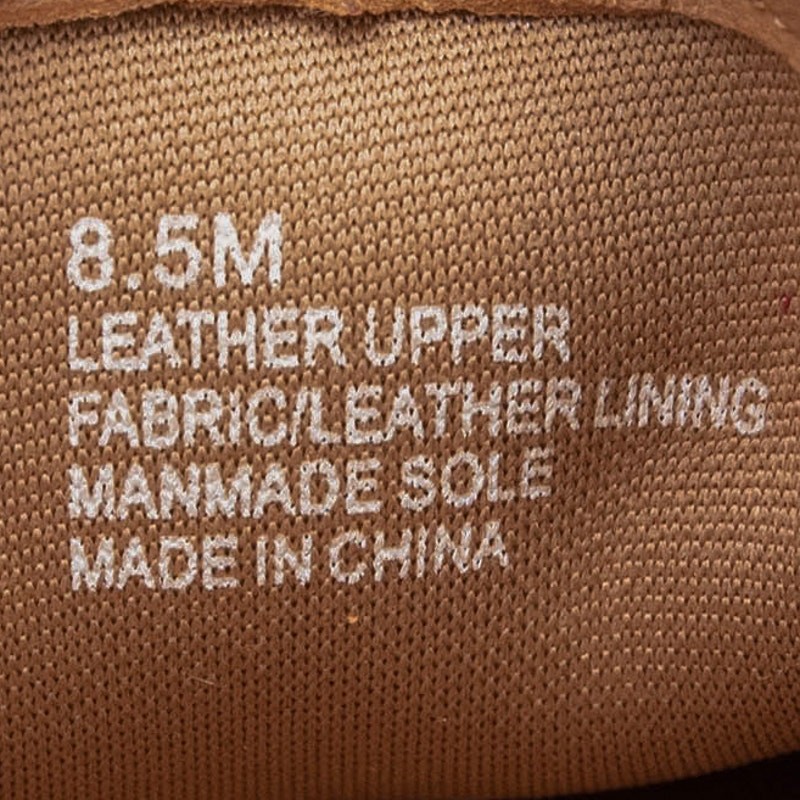 8.5M
LEATHER UPPER
FABRIC/LEATHER LINING
MANMADE SOLE
MADE IN CHINA